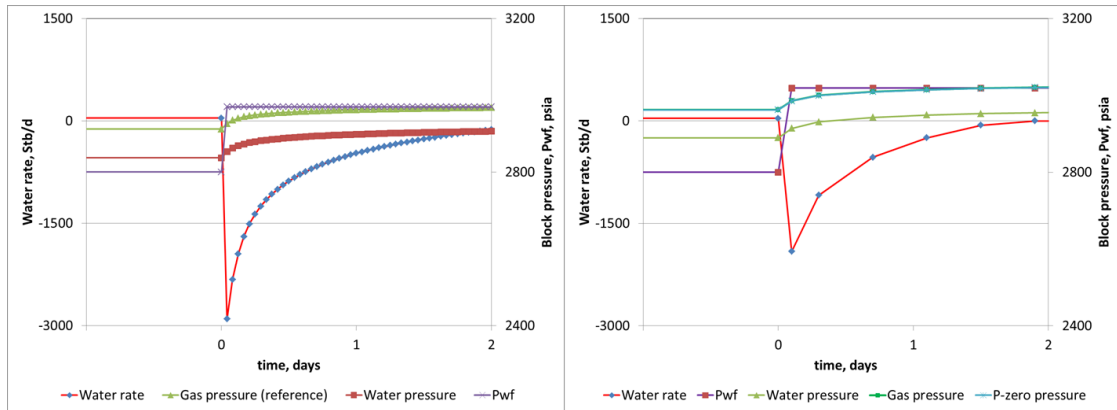 1500
0
-1500
-3000
Water rate, Stb/d
3200
2800
2400
Block pressure, Pwf, psia
0
1
2
time, days
Water rate
Gas pressure (reference)
Water pressure
Pwf
1500
0
-1500
-3000
Water rate, Stb/d
3200
2800
2400
Block pressure, Pwf, psia
0
1
2
time, days
Water rate
Pwf
Water pressure
Gas pressure
P-zero pressure